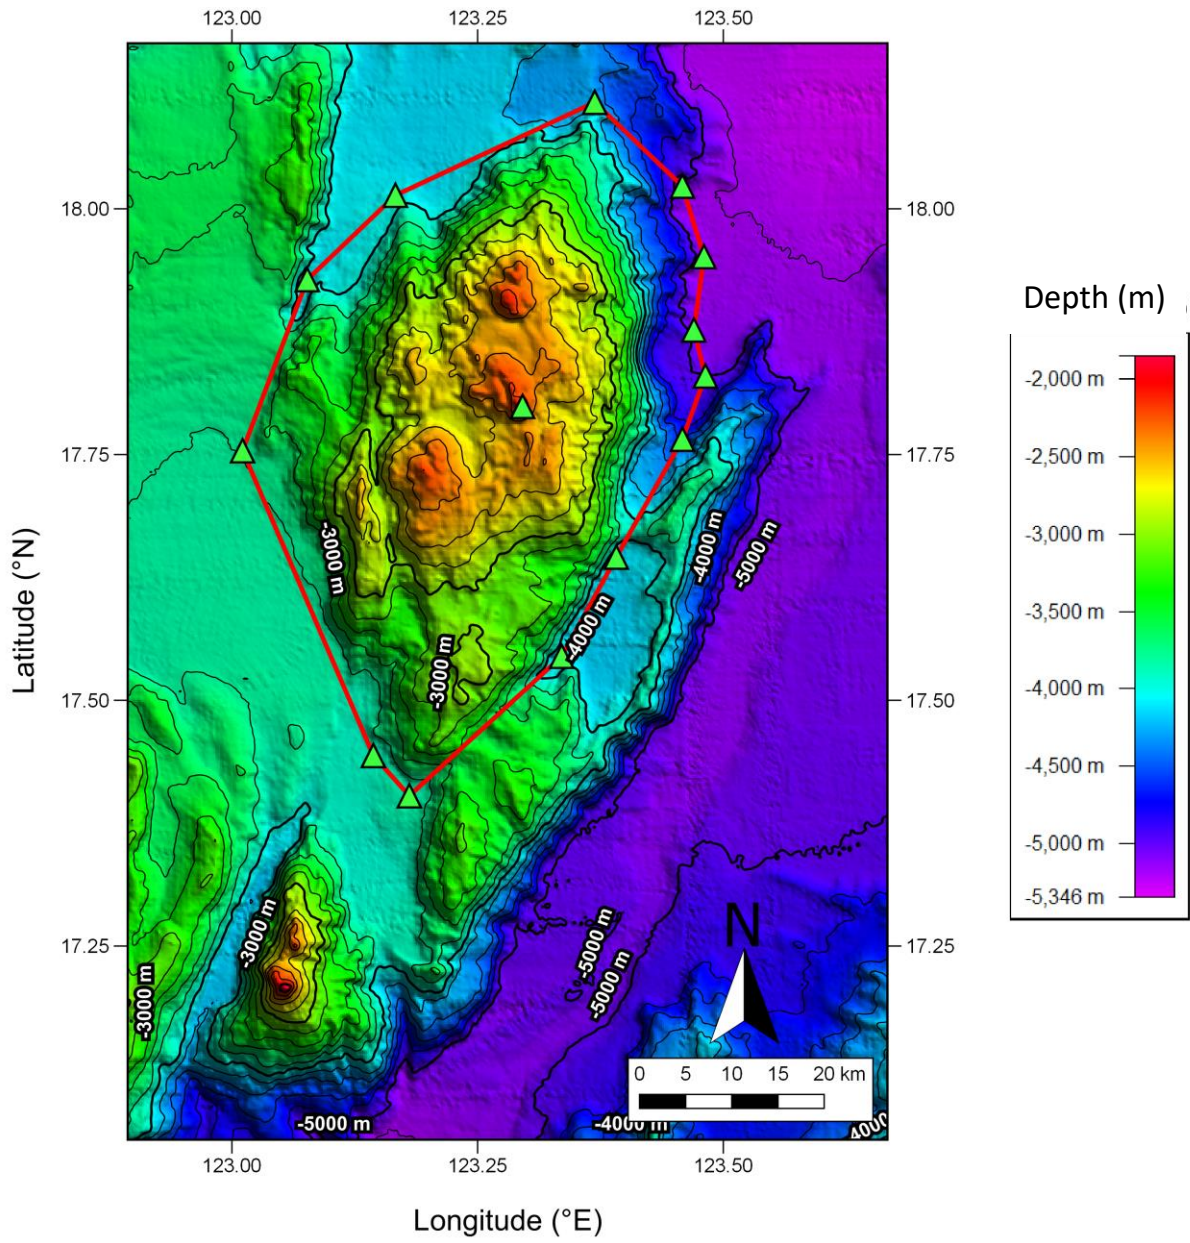 123.00 123.25 123.50
18.00 18.00
Depth (m)
-2,000 m
-2,500 m
-3,000 m
-3,500 m
-4,000 m
-4,500 m
-5,000 m
-5,346 m
17.75 17.75
-3000 m
-4000 m
-5000 m
-4000 m
-3000 m
Latitude (°N)
17.50 17.50
-3000 m
-3000 m
-5000 m
-5000 m
N
17.25 17.25
0 5 10 15 20 km
-5000 m
-4000 m
4000
123.00 123.25 123.50
Longitude (°E)